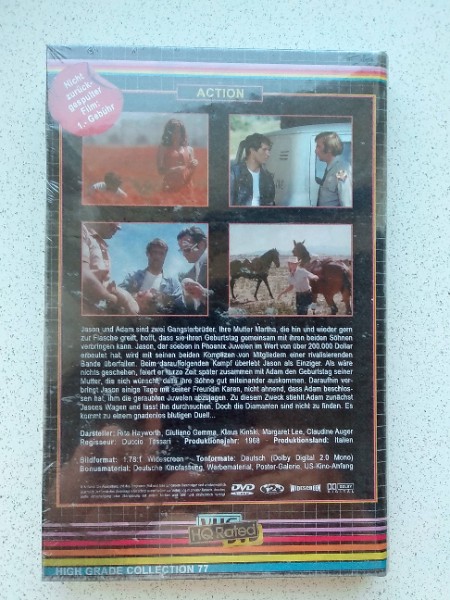 Nicht
zurück-
gespulter
Film:
1,- Gebühr
ACTION
Jason und Adam sind zwei Gangsterbrüder. Ihre Mutter Martha, die hin und wieder gern
zur Flasche greift, hofft, dass sie ihren Geburtstag gemeinsam mit ihren beiden Söhnen
verbringen kann. Jason, der soeben in Phoenix Juwelen im Wert von über 200.000 Dollar
erbeutet hat, wird mit seinen beiden Komplizen von Mitgliedern einer rivalisierenden
Bande überfallen. Beim darauffolgenden Kampf überlebt Jason als Einziger. Als wäre
nichts geschehen, feiert er kurze Zeit später zusammen mit Adam den Geburtstag seiner
Mutter, die sich wünscht, dass ihre Söhne gut miteinander auskommen. Daraufhin ver-
bringt Jason einige Tage mit seiner Freundin Karen, nicht ahnend, dass Adam beschlos-
sen hat, ihm die geraubten Juwelen abzujagen. Zu diesem Zweck stiehlt Adam zunächst
Jasons Wagen und lässt ihn durchsuchen. Doch die Diamanten sind nicht zu finden. Es
kommt zu einem gnadenlos blutigen Duell...
Darsteller: Rita Hayworth, Giuliano Gemma, Klaus Kinski, Margaret Lee, Claudine Auger
Regisseur: Duccio Tessari · Produktionsjahr: 1968 · Produktionsland: Italien
Bildformat: 1.78:1 Widescreen · Tonformate: Deutsch (Dolby Digital 2.0 Mono)
Bonusmaterial: Deutsche Kinofassung, Werbematerial, Poster-Galerie, US-Kino-Anfang
DVD
2
WIDESCREEN
DOLBY
DIGITAL
VHS
HQ Rated
HIGH GRADE COLLECTION 77